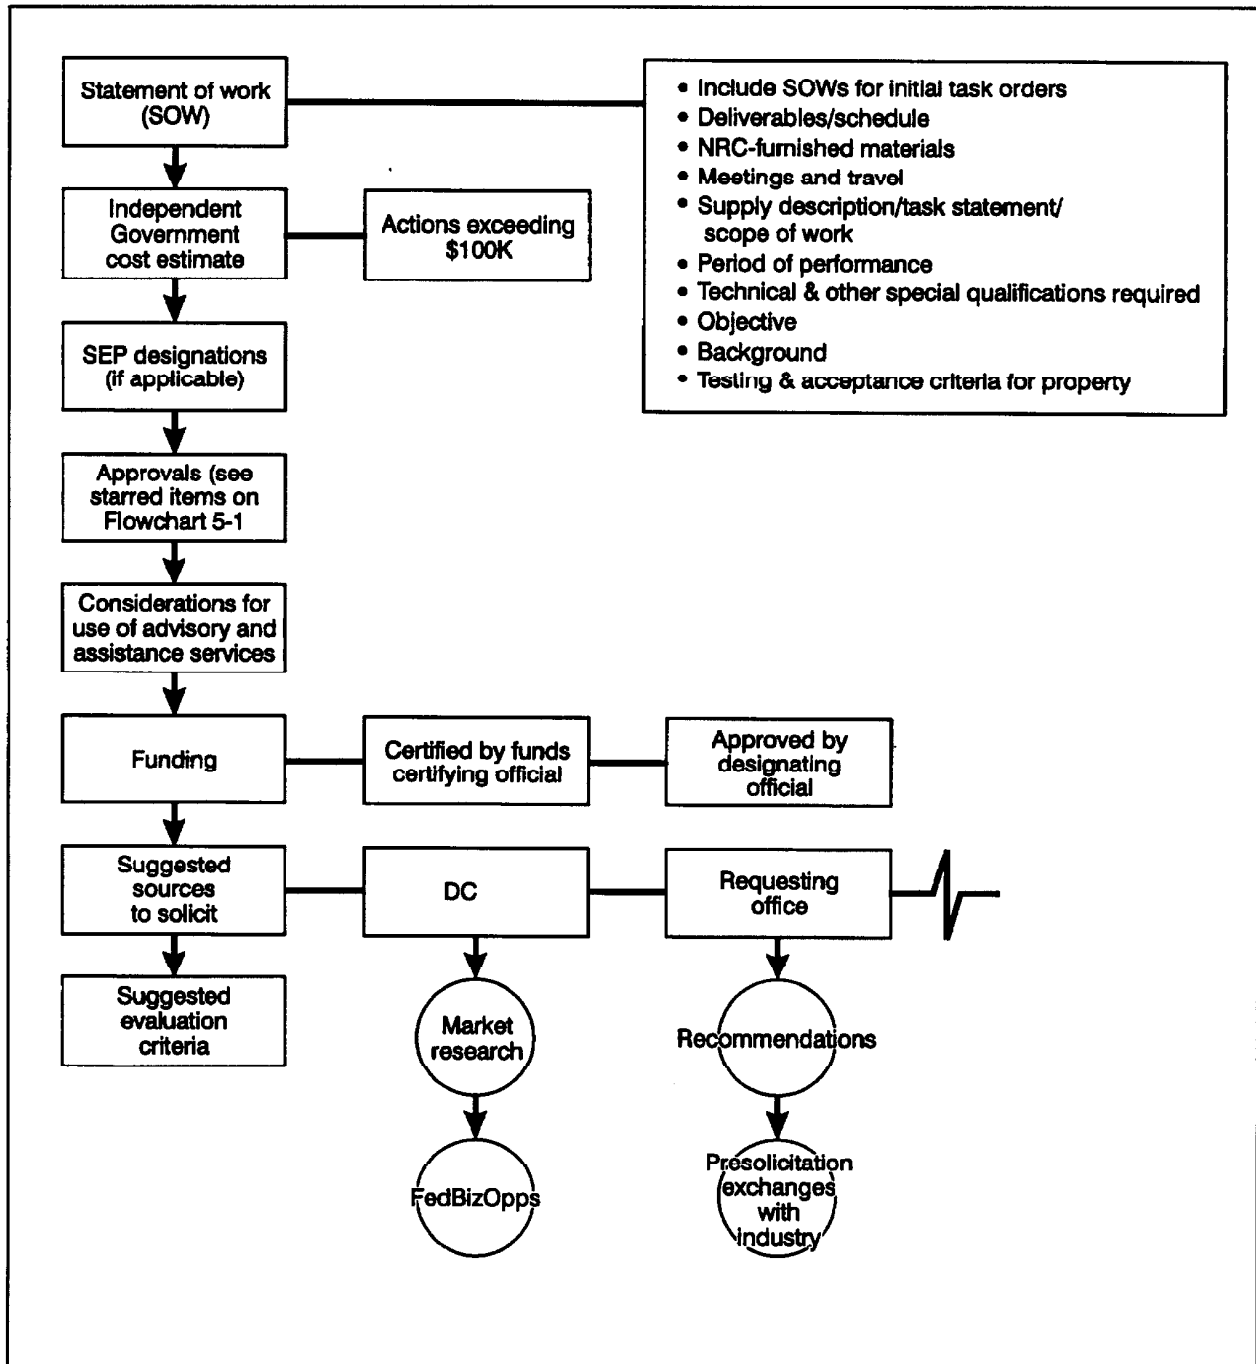 Statement of work
(SOW)
• Include SOWs for initial task orders
• Deliverables/schedule
• NRC-furnished materials
• Meetings and travel
• Supply description/task statement/
scope of work
• Period of performance
• Technical & other special qualifications required
• Objective
• Background
• Testing & acceptance criteria for property
Independent
Government
cost estimate
Actions exceeding
$100K
SEP designations
(if applicable)
Approvals (see
starred items on
Flowchart 5-1
Considerations for
use of advisory and
assistance services
Funding
Certified by funds
certifying official
Approved by
designating
official
Suggested
sources
to solicit
DC
Requesting
office
Suggested
evaluation
criteria
Market
research
Recommendations
FedBizOpps
Presolicitation
exchanges
with
industry